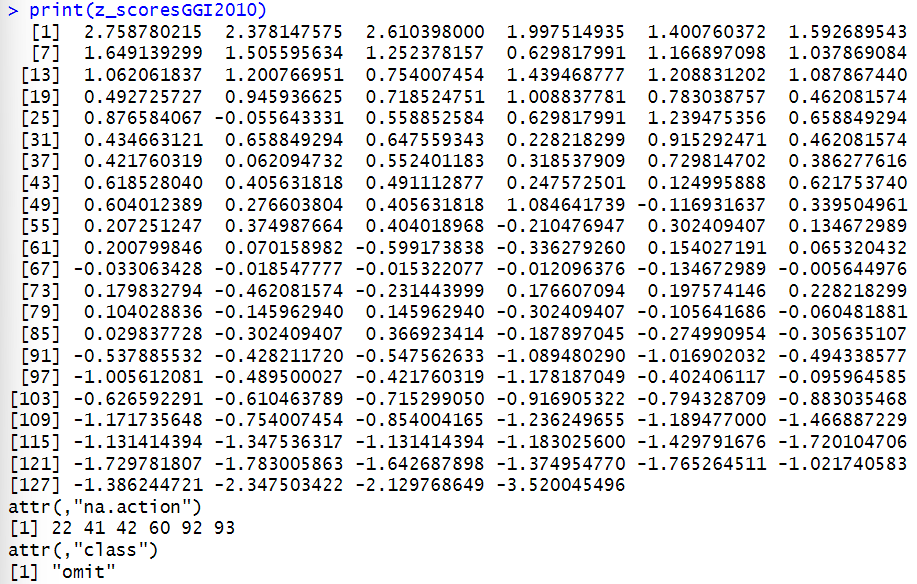 > print(z_scoresGGI2010)
[1] 2.758780215 2.378147575 2.610398000 1.997514935 1.400760372 1.592689543
[7] 1.649139299 1.505595634 1.252378157 0.629817991 1.166897098 1.037869084
[13] 1.062061837 1.200766951 0.754007454 1.439468777 1.208831202 1.087867440
[19] 0.492725727 0.945936625 0.718524751 1.008837781 0.783038757 0.462081574
[25] 0.876584067 -0.055643331 0.558852584 0.629817991 1.239475356 0.658849294
[31] 0.434663121 0.658849294 0.647559343 0.228218299 0.915292471 0.462081574
[37] 0.421760319 0.062094732 0.552401183 0.318537909 0.729814702 0.386277616
[43] 0.618528040 0.405631818 0.491112877 0.247572501 0.124995888 0.621753740
[49] 0.604012389 0.276603804 0.405631818 1.084641739 -0.116931637 0.339504961
[55] 0.207251247 0.374987664 0.404018968 -0.210476947 0.302409407 0.134672989
[61] 0.200799846 0.070158982 -0.599173838 -0.336279260 0.154027191 0.065320432
[67] -0.033063428 -0.018547777 -0.015322077 -0.012096376 -0.134672989 -0.005644976
[73] 0.179832794 -0.462081574 -0.231443999 0.176607094 0.197574146 0.228218299
[79] 0.104028836 -0.145962940 0.145962940 -0.302409407 -0.105641686 -0.060481881
[85] 0.029837728 -0.302409407 0.366923414 -0.187897045 -0.274990954 -0.305635107
[91] -0.537885532 -0.428211720 -0.547562633 -1.089480290 -1.016902032 -0.494338577
[97] -1.005612081 -0.489500027 -0.421760319 -1.178187049 -0.402406117 -0.095964585
[103] -0.626592291 -0.610463789 -0.715299050 -0.916905322 -0.794328709 -0.883035468
[109] -1.171735648 -0.754007454 -0.854004165 -1.236249655 -1.189477000 -1.466887229
[115] -1.131414394 -1.347536317 -1.131414394 -1.183025600 -1.429791676 -1.720104706
[121] -1.729781807 -1.783005863 -1.642687898 -1.374954770 -1.765264511 -1.021740583
[127] -1.386244721 -2.347503422 -2.129768649 -3.520045496
attr(,"na.action")
[1] 22 41 42 60 92 93
attr(,"class")
[1] "omit"